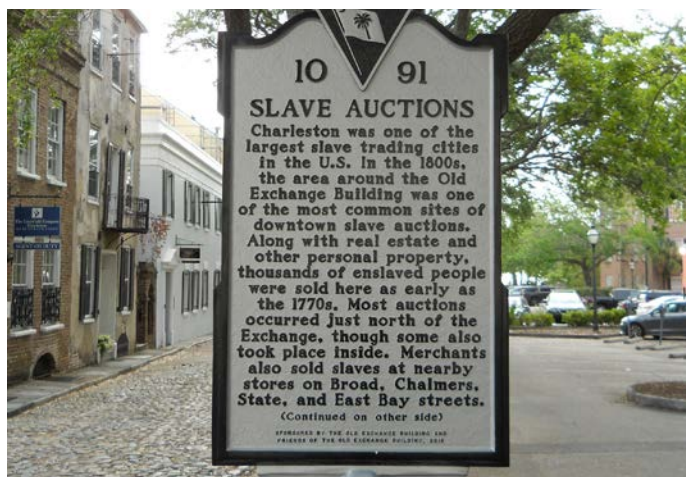 10 91
SLAVE AUCTIONS
Charleston was one of the
largest slave trading cities
in the U.S. In the 1800s,
the area around the Old
Exchange Building was one
of the most common sites of
downtown slave auctions.
Along with real estate and
other personal property,
thousands of enslaved people
were sold here as early as
the 1770s. Most auctions
occurred just north of the
Exchange, though some also
took place inside. Merchants
also sold slaves at nearby
stores on Broad, Chalmers,
State, and East Bay streets.
(Continued on other side)
SPONSORED BY THE OLD EXCHANGE BUILDING AND
FRIENDS OF THE OLD EXCHANGE BUILDING, 2016